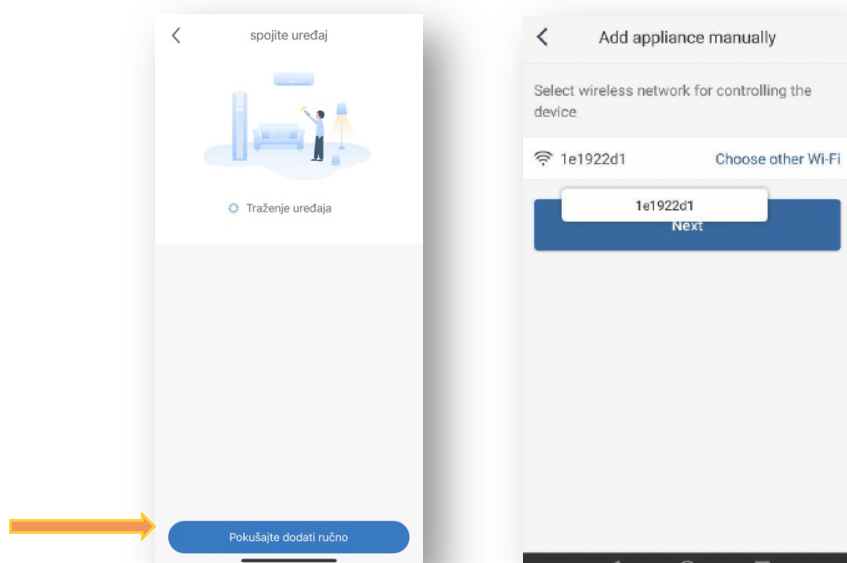 spojite uređaj
Traženje uređaja
Pokušajte dodati ručno
Add appliance manually
Select wireless network for controlling the
device
1e1922d1 Choose other Wi-Fi
1e1922d1
Next